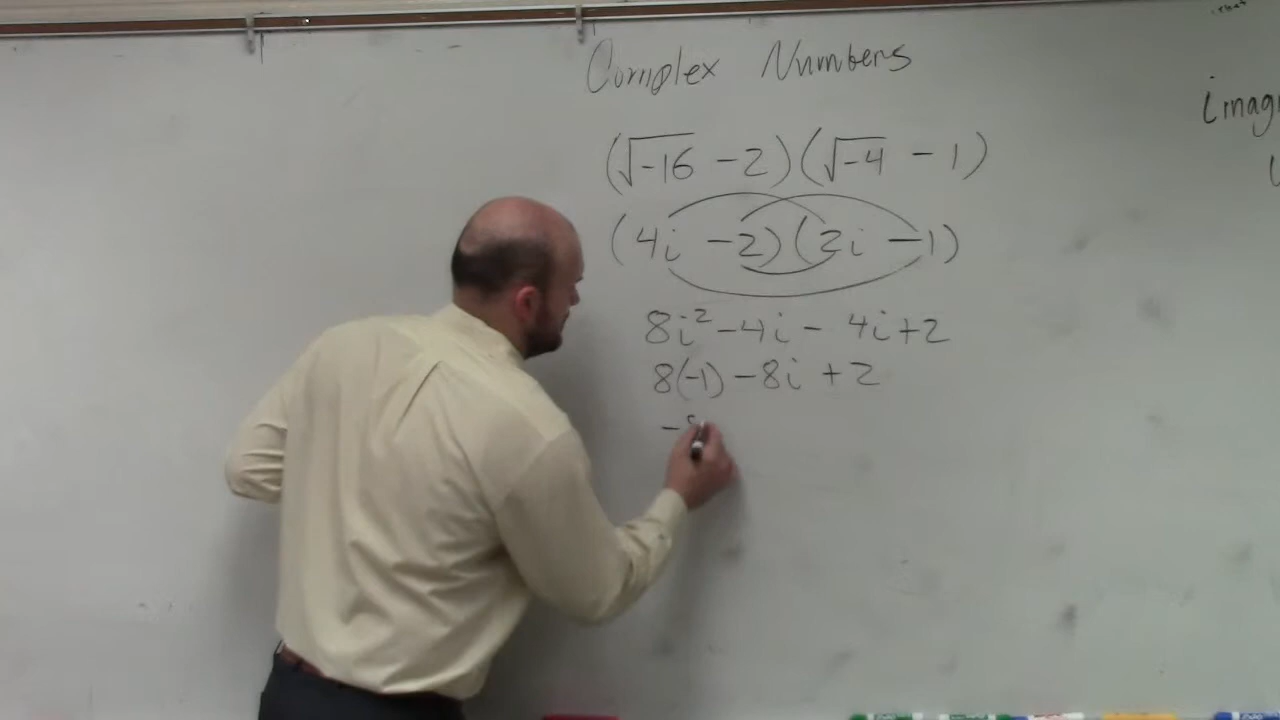 Complex Numbers
(√-16 - 2)(√-4 - 1)
(4i - 2)(2i - 1)
8i² - 4i - 4i + 2
8(-1) - 8i + 2